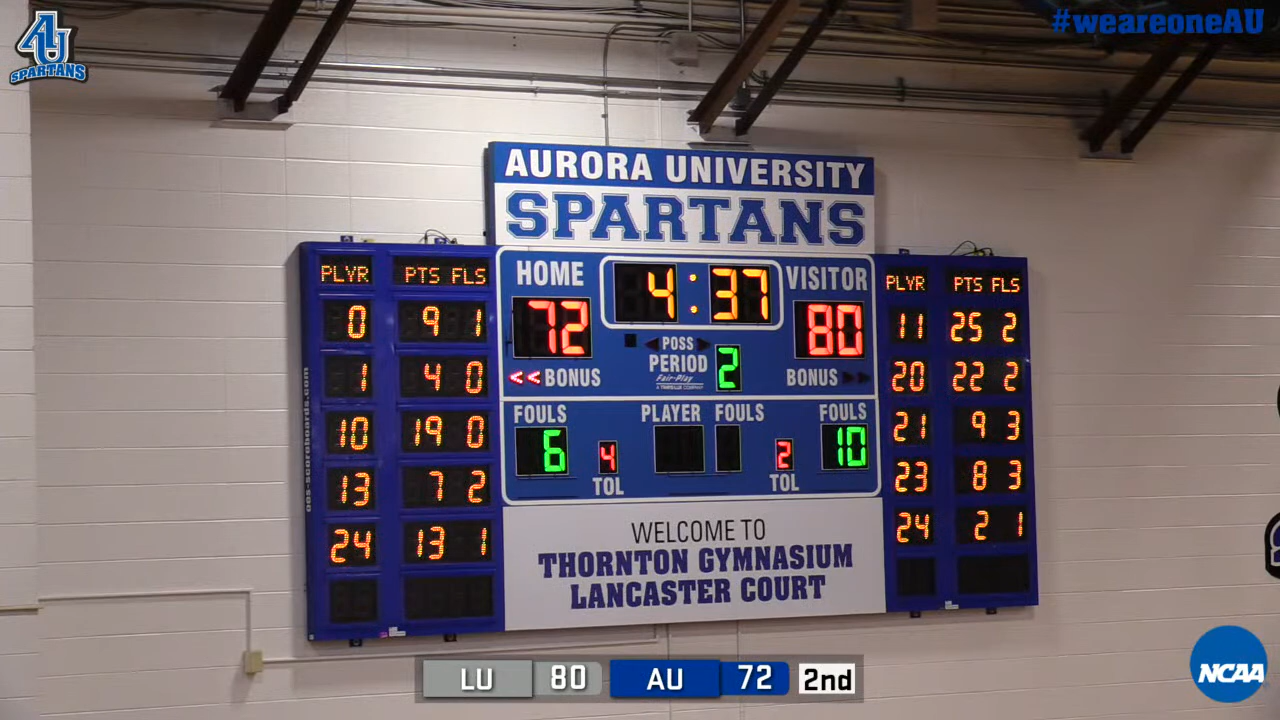 AU
SPARTANS
#weareoneAU
AURORA UNIVERSITY
SPARTANS
PLYR PTS FLS
0 9 1
1 4 0
10 19 0
13 7 2
24 13 1
HOME 4:37 VISITOR
72 80
POSS
PERIOD 2
Fair-Play
<< BONUS BONUS
FOULS PLAYER FOULS FOULS
6 4 2 10
TOL TOL
WELCOME TO
THORNTON GYMNASIUM
LANCASTER COURT
PLYR PTS FLS
11 25 2
20 22 2
21 9 3
23 8 3
24 2 1
LU 80 AU 72 2nd
NCAA